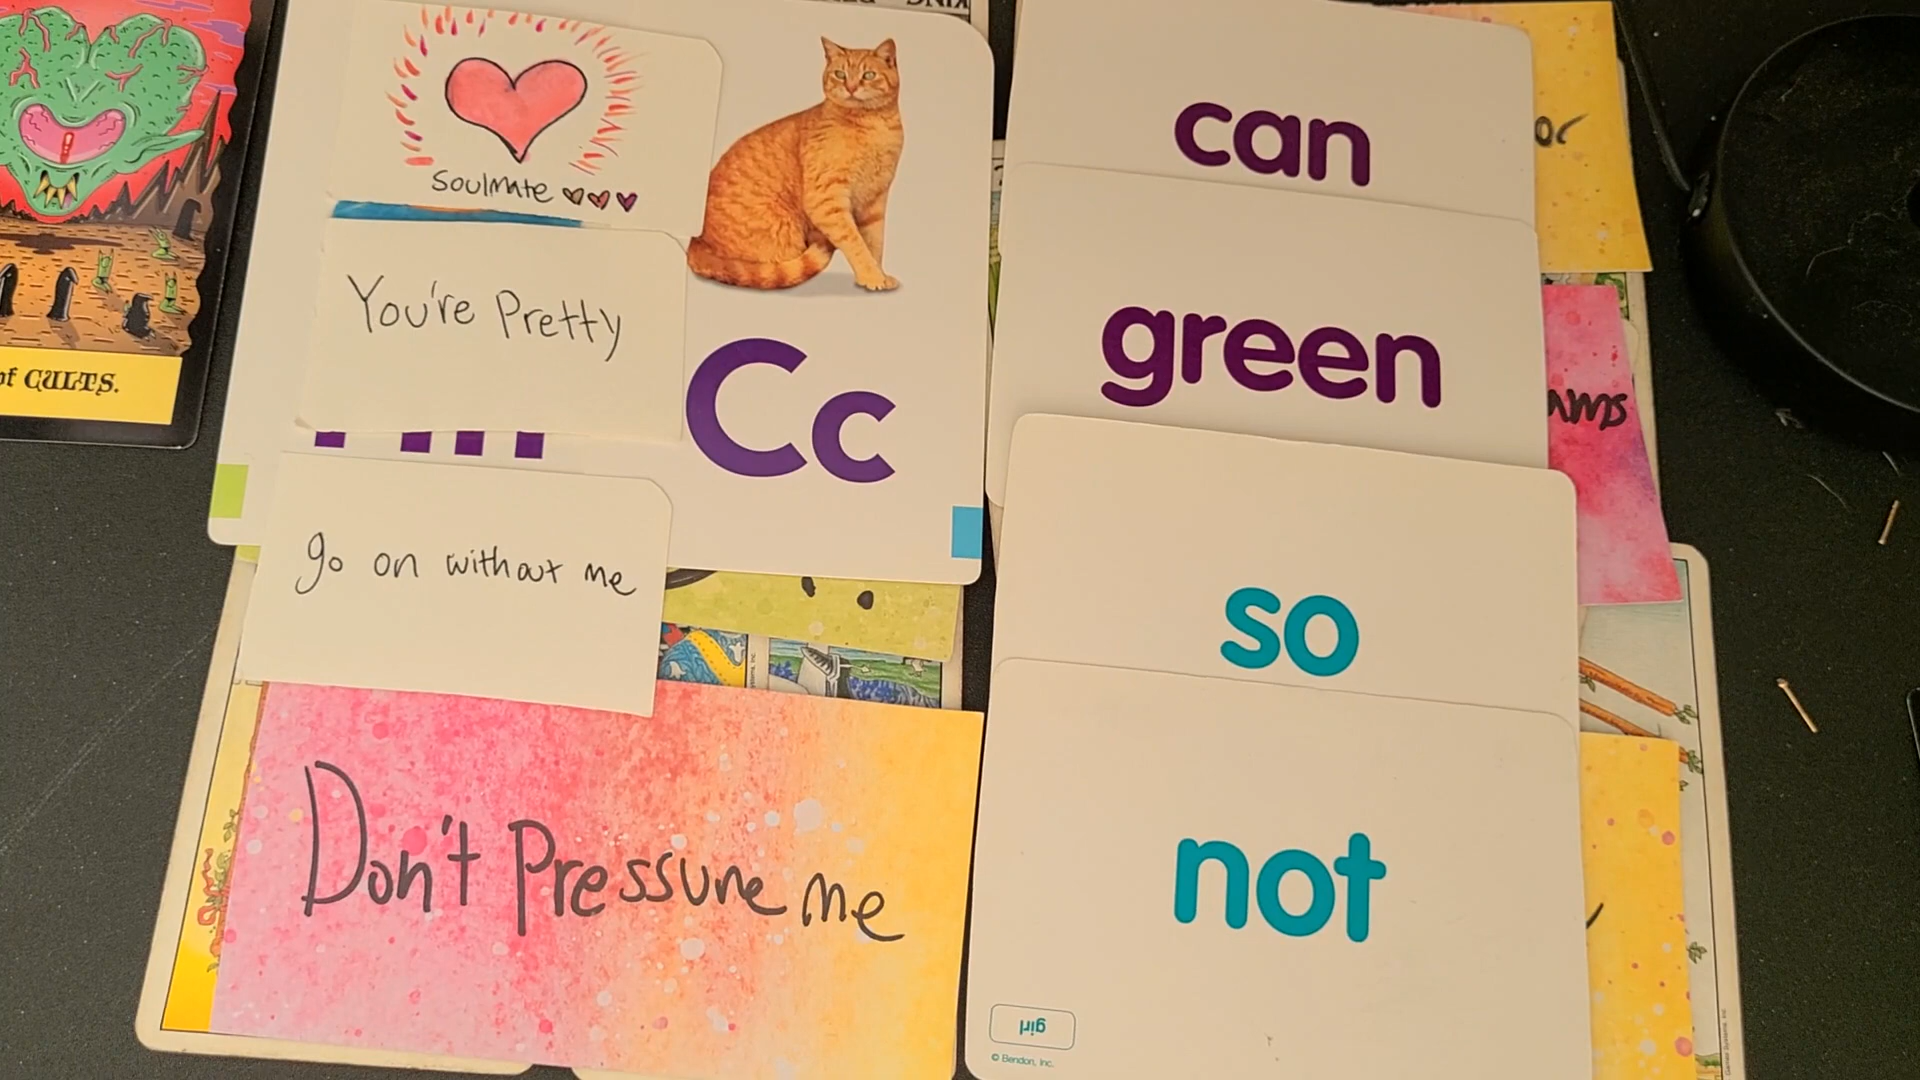 of CULTS.
Soulmate
You're Pretty
Cc
go on without me
Don't Pressure me
can
green
so
not
girl
© Bendon, Inc.